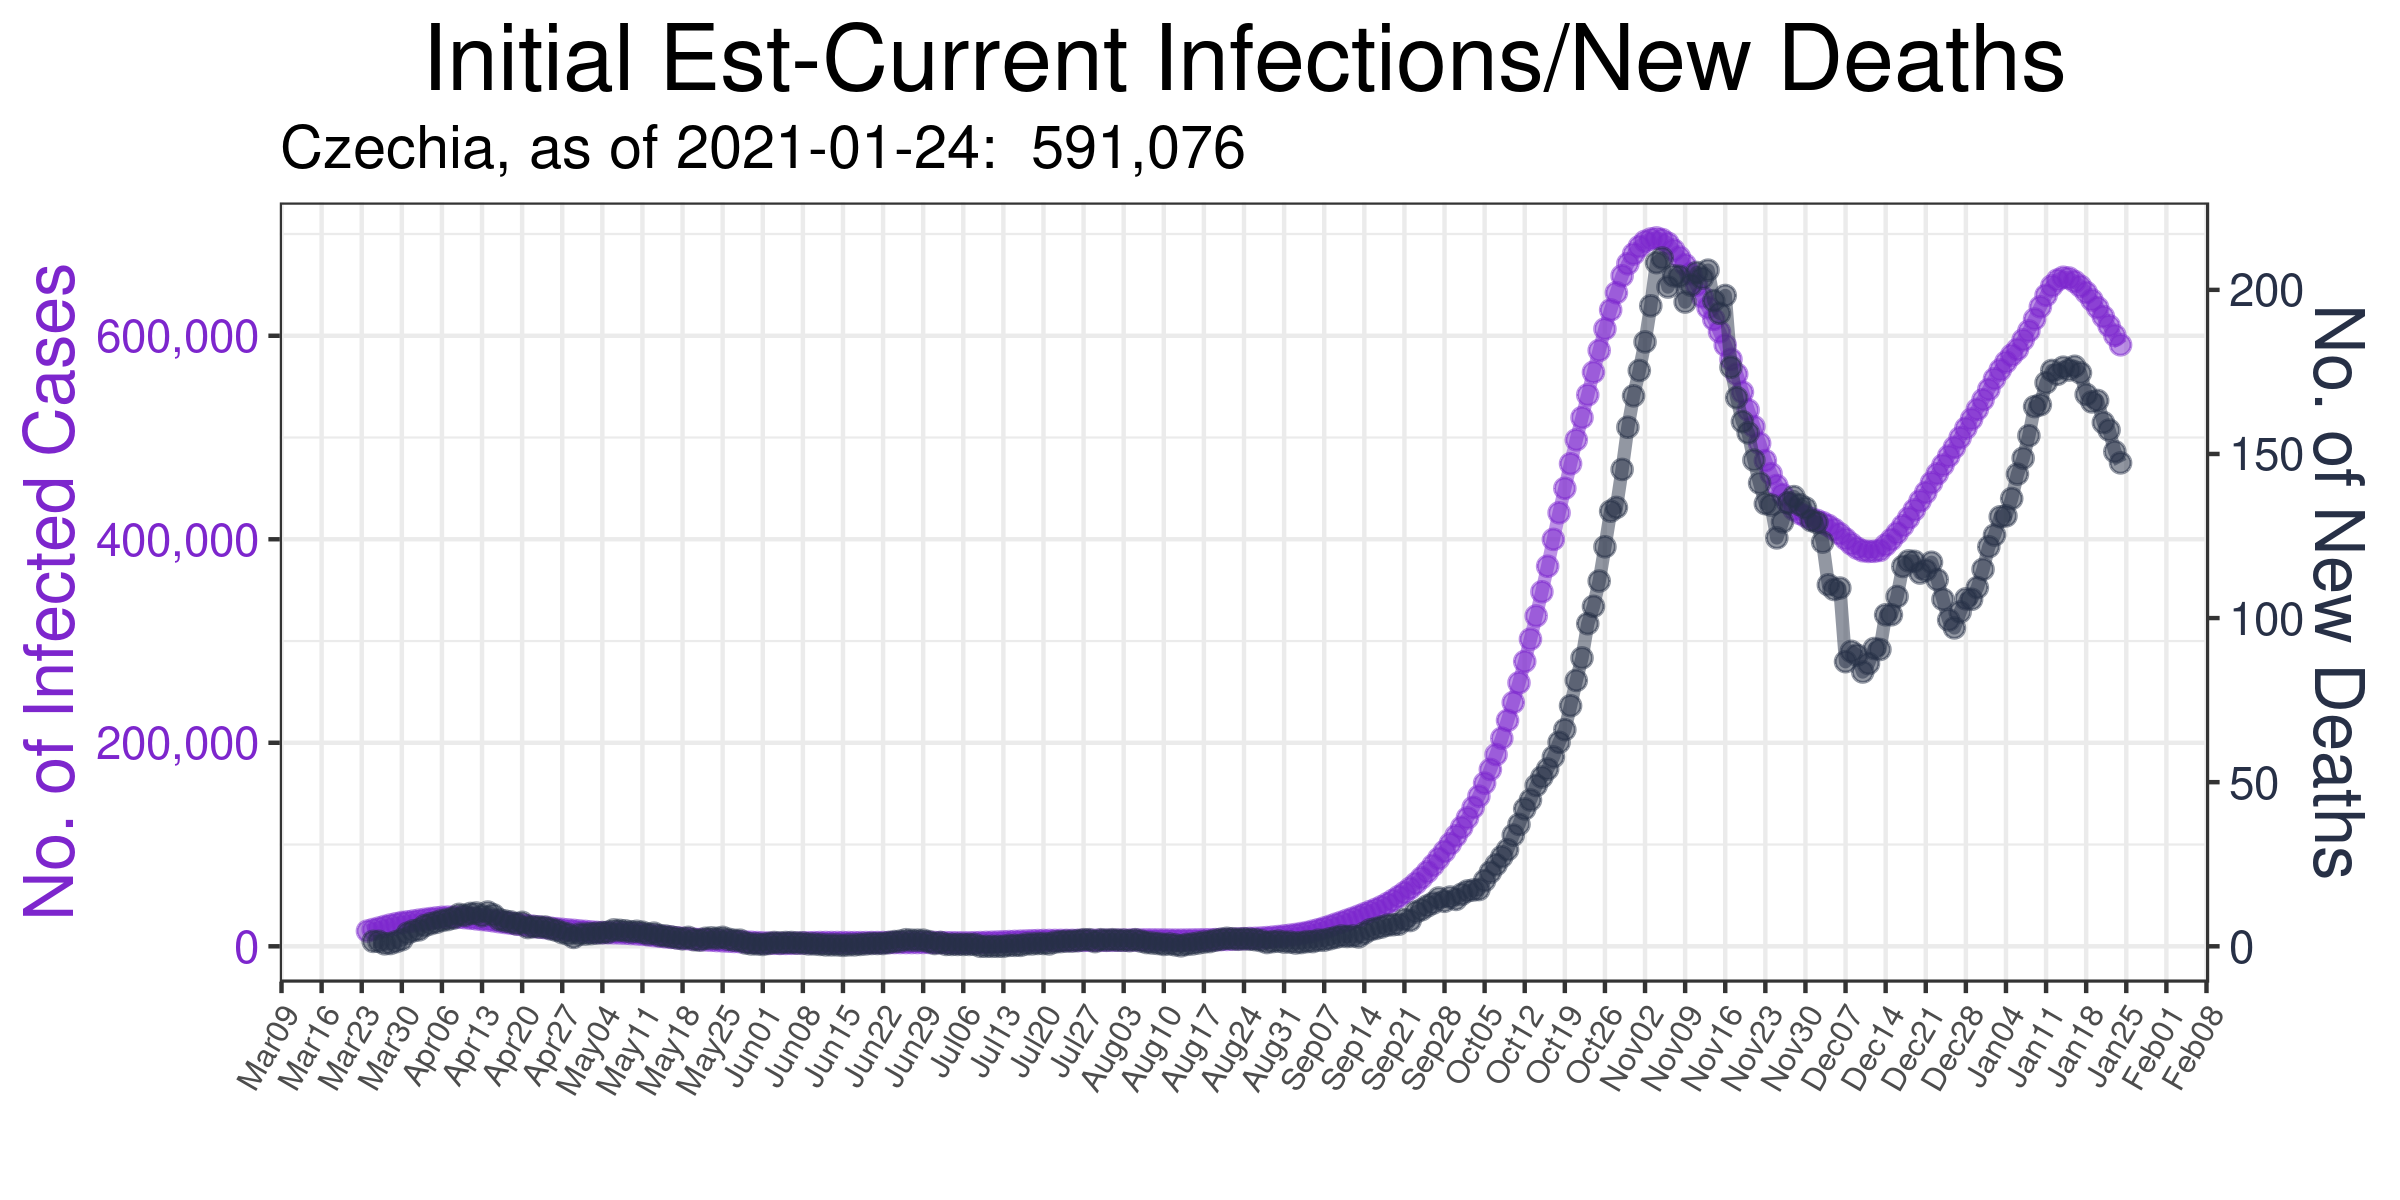 Initial Est-Current Infections/New Deaths
Czechia, as of 2021-01-24:  591,076
No. of Infected Cases
600,000
400,000
200,000
0
200
150
100
50
0
No. of New Deaths
Mar09
Mar16
Mar23
Mar30
Apr06
Apr13
Apr20
Apr27
May04
May11
May18
May25
Jun01
Jun08
Jun15
Jun22
Jun29
Jul06
Jul13
Jul20
Jul27
Aug03
Aug10
Aug17
Aug24
Aug31
Sep07
Sep14
Sep21
Sep28
Oct05
Oct12
Oct19
Oct26
Nov02
Nov09
Nov16
Nov23
Nov30
Dec07
Dec14
Dec21
Dec28
Jan04
Jan11
Jan18
Jan25
Feb01
Feb08